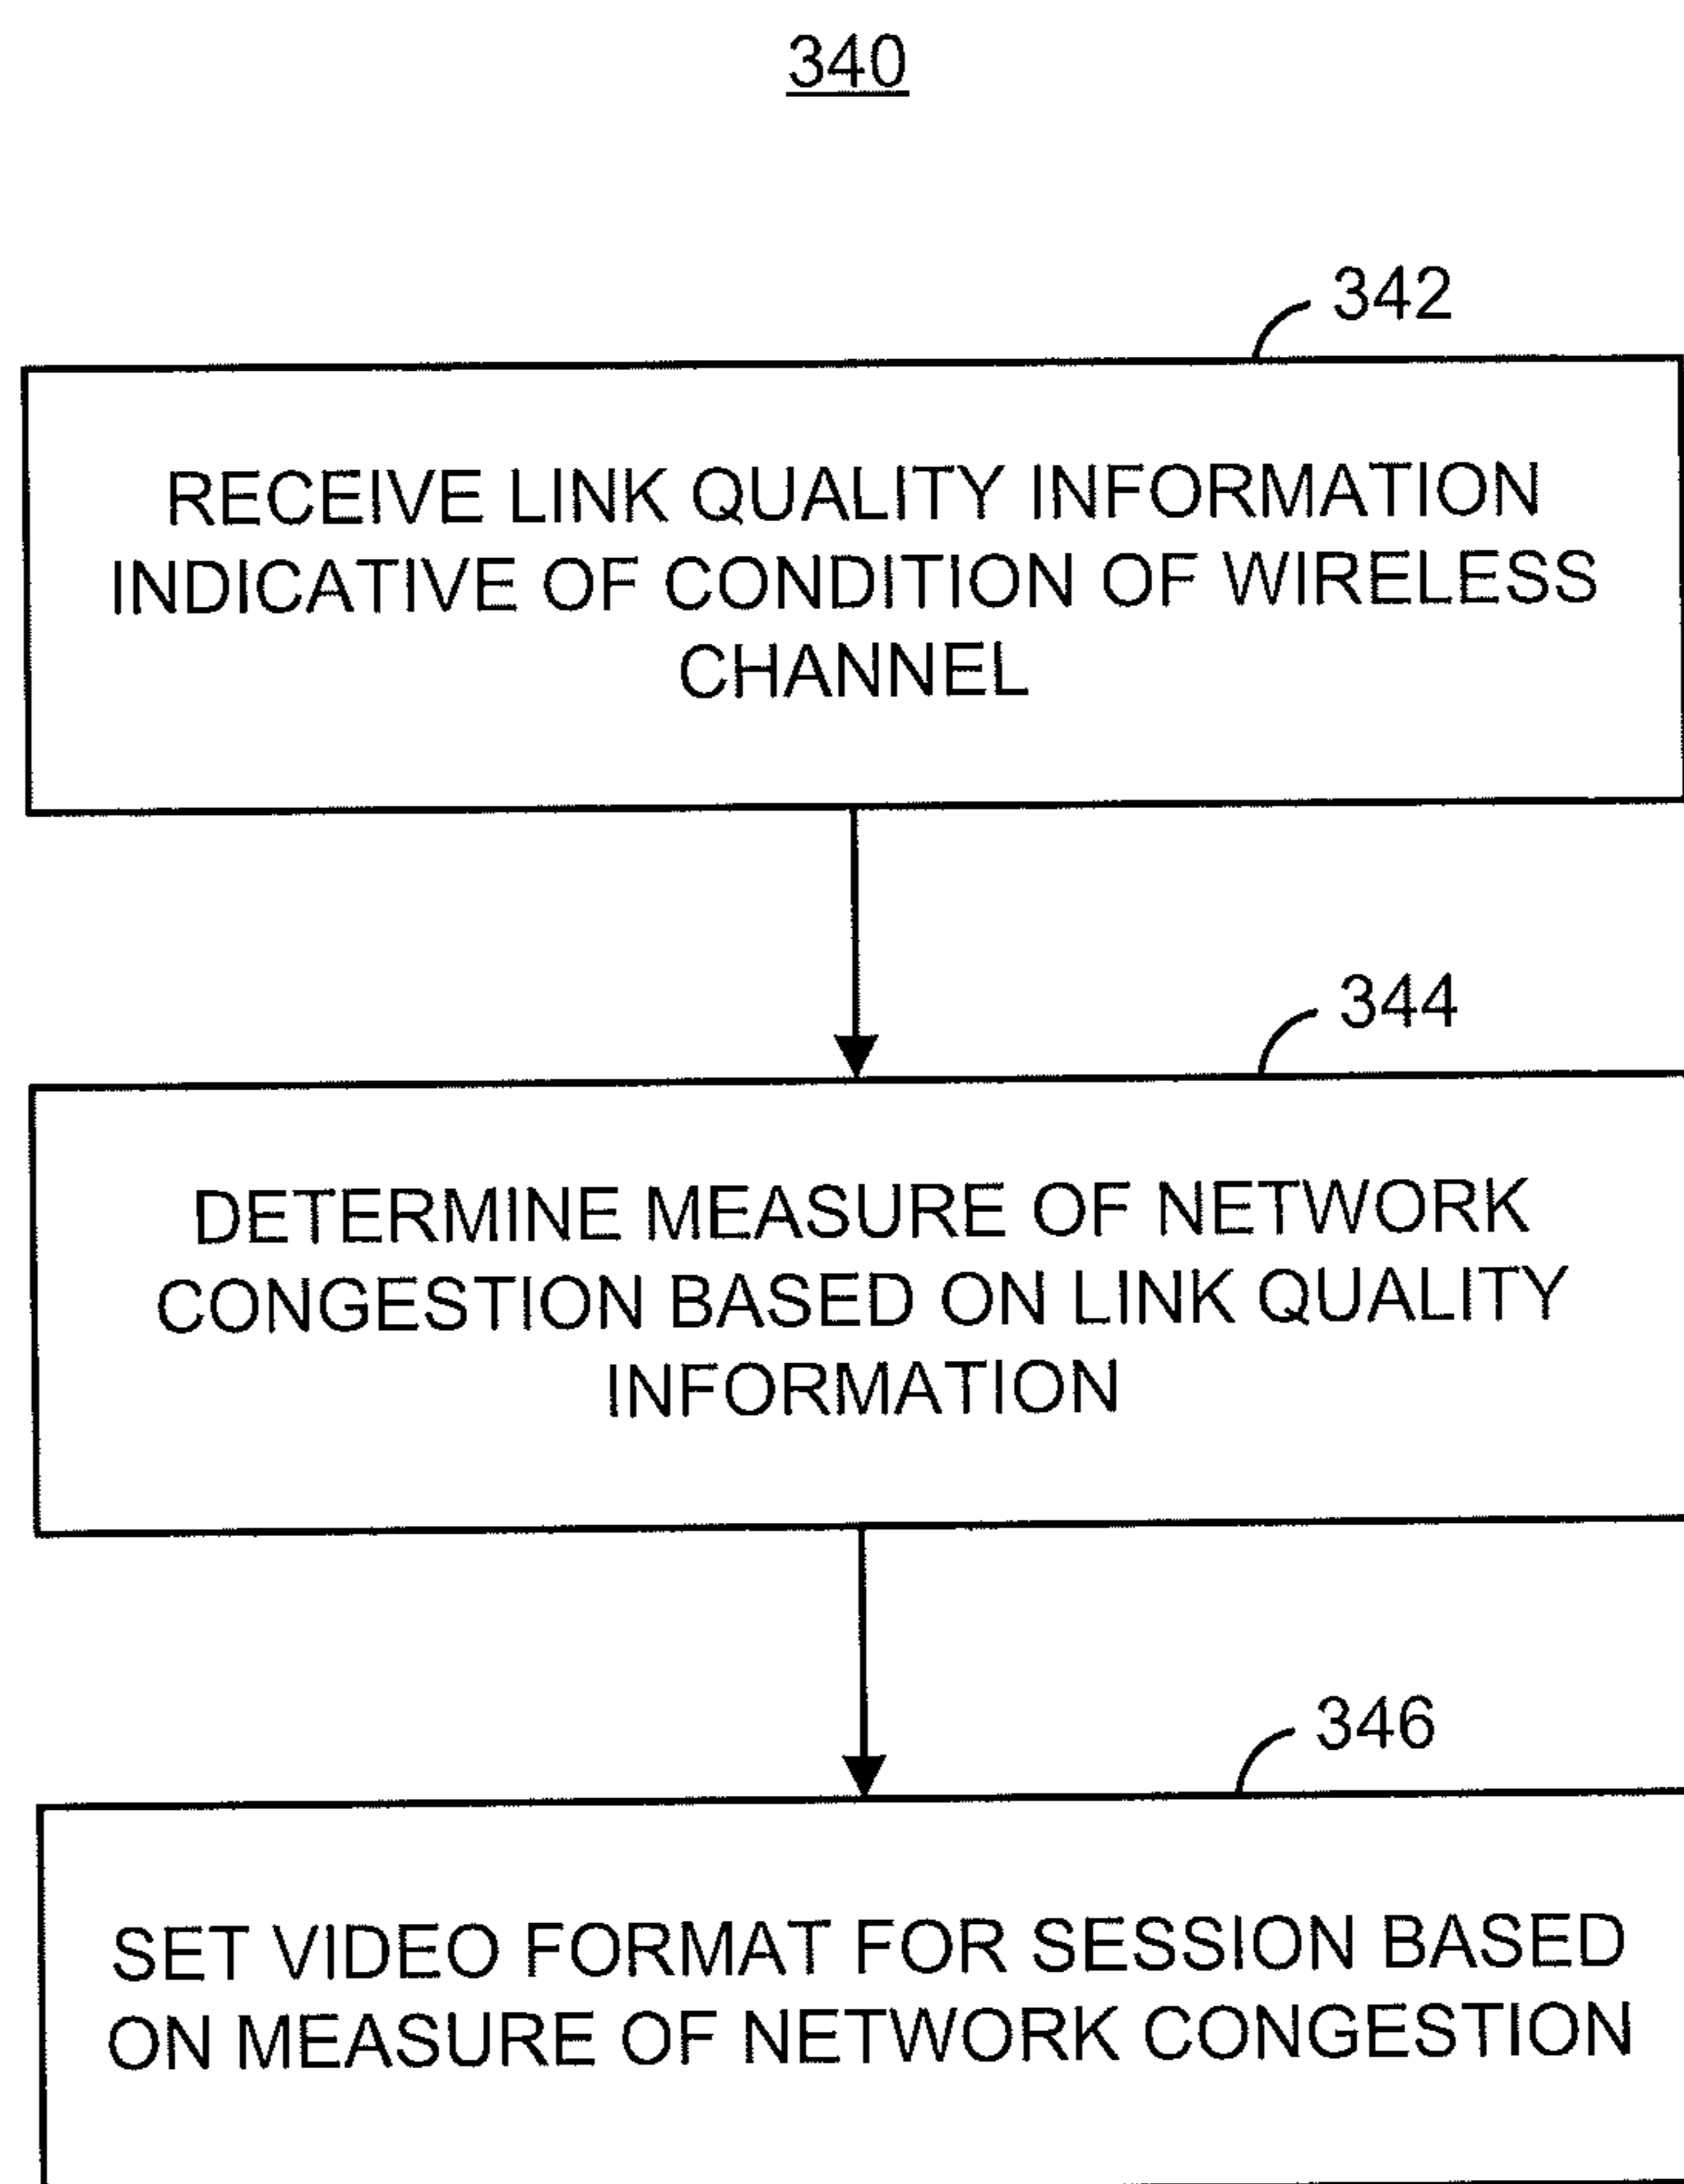 340
342
RECEIVE LINK QUALITY INFORMATION
INDICATIVE OF CONDITION OF WIRELESS
CHANNEL
344
DETERMINE MEASURE OF NETWORK
CONGESTION BASED ON LINK QUALITY
INFORMATION
346
SET VIDEO FORMAT FOR SESSION BASED
ON MEASURE OF NETWORK CONGESTION